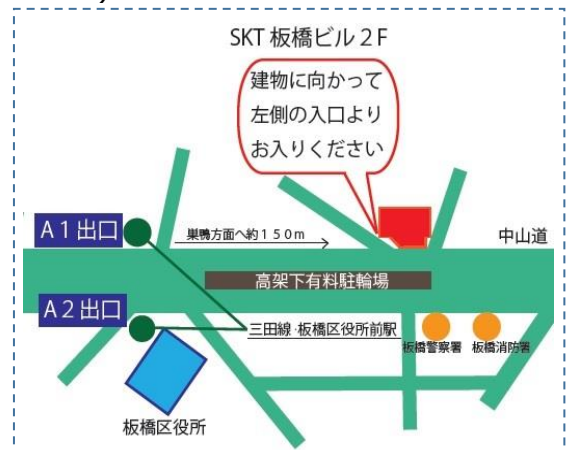 SKT 板橋ビル2F
建物に向かって
左側の入口より
お入りください
A1出口
巣鴨方面へ約150m
中山道
高架下有料駐輪場
A2出口
三田線・板橋区役所前駅
板橋警察署
板橋消防署
板橋区役所